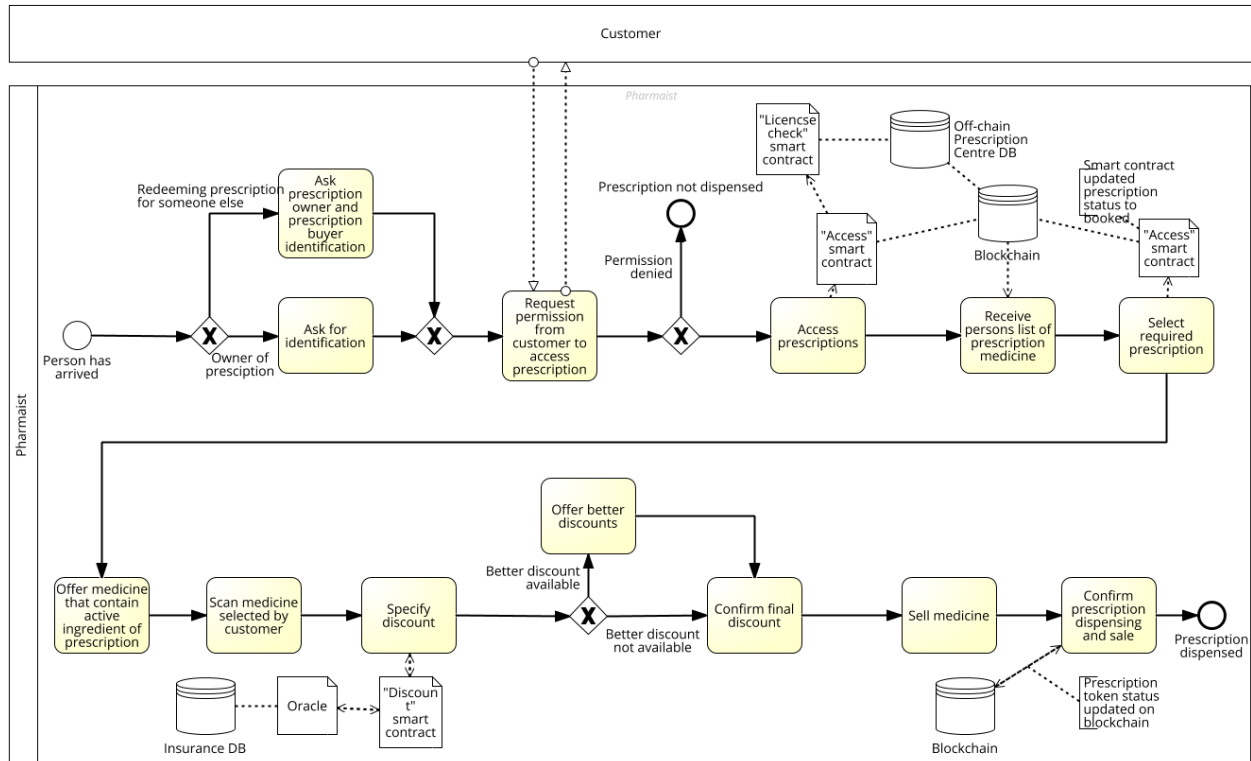 Customer
Pharmaist
Pharmaist
"Licencse
check"
smart
contract
Off-chain
Prescription
Centre DB
Smart contract
updated
prescription
status to
booked
Redeeming prescription
for someone else
Ask
prescription
owner and
prescription
buyer
identification
Prescription not dispensed
"Access"
smart
contract
Blockchain
"Access"
smart
contract
Permission
denied
Person has
arrived
X
Owner of
presciption
Ask for
identification
X
Request
permission
from
customer to
access
prescription
X
Access
prescriptions
Receive
persons list of
prescription
medicine
Select
required
prescription
Offer better
discounts
Better discount
available
Offer medicine
that contain
active
ingredient of
prescription
Scan medicine
selected by
customer
Specify
discount
X
Better discount
not available
Confirm final
discount
Sell medicine
Confirm
prescription
dispensing
and sale
Prescription
dispensed
Insurance DB
Oracle
"Discoun
t"
smart
contract
Blockchain
Prescription
token status
updated on
blockchain